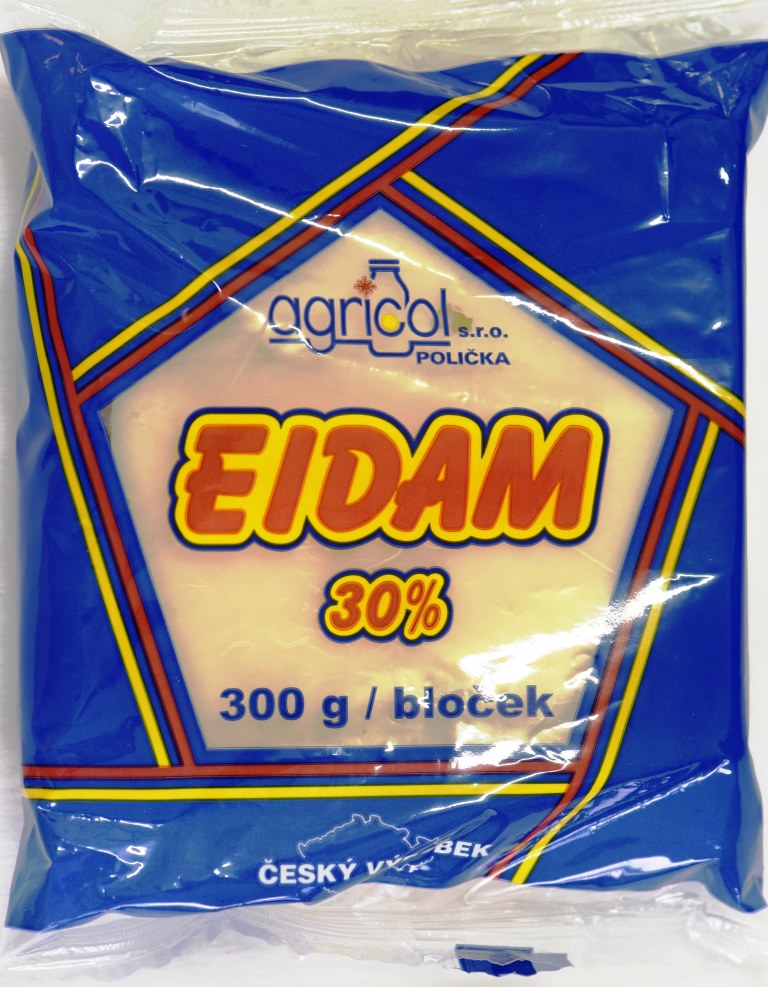 agricol s.r.o.
POLIČKA
EIDAM
30%
300 g / bloček
ČESKÝ